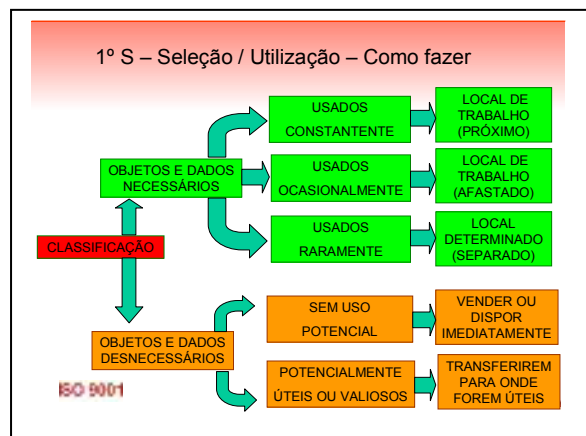 1º S – Seleção / Utilização – Como fazer
USADOS
CONSTANTE
LOCAL DE
TRABALHO
(PRÓXIMO)
OBJETOS E DADOS
NECESSÁRIOS
USADOS
OCASIONALMENTE
LOCAL DE
TRABALHO
(AFASTADO)
USADOS
RARAMENTE
LOCAL
DETERMINADO
(SEPARADO)
CLASSIFICAÇÃO
OBJETOS E DADOS
DESNECESSÁRIOS
SEM USO
POTENCIAL
VENDER OU
DISPOR
IMEDIATAMENTE
POTENCIALMENTE
ÚTEIS OU VALIOSOS
TRANSFERIREM
PARA ONDE
FOREM ÚTEIS
ISO 9001